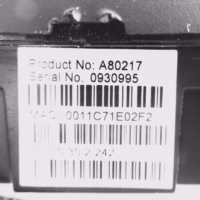 Product No: A80217
Serial No. 0930995
MAC 0011C71E02F2